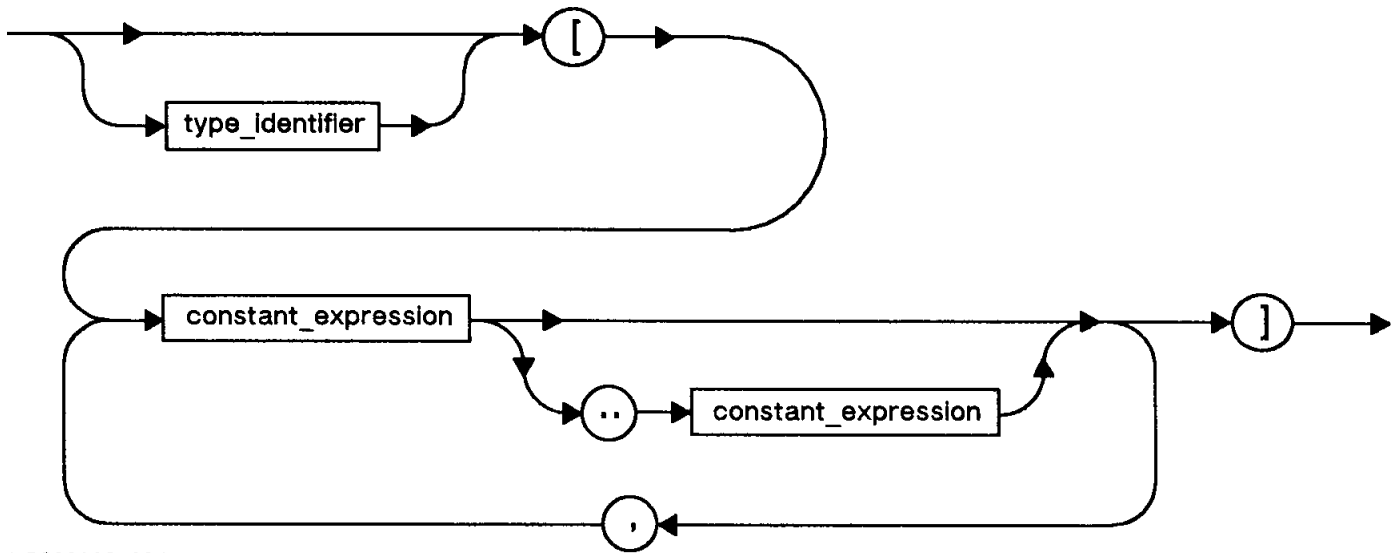 [
type_identifier
constant_expression
]
..
constant_expression
,